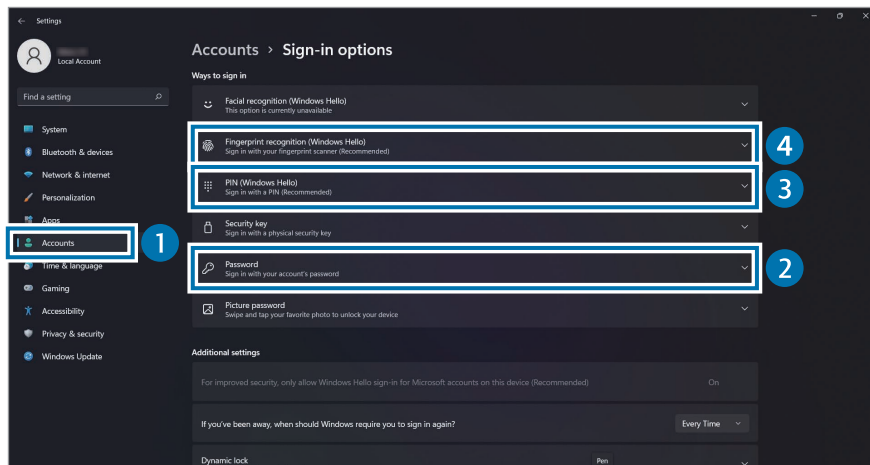 Settings
Local Account
Find a setting
System
Bluetooth & devices
Network & internet
Personalization
Apps
Accounts
1
Time & language
Gaming
Accessibility
Privacy & security
Windows Update
Accounts > Sign-in options
Ways to sign in
Facial recognition (Windows Hello)
This option is currently unavailable
Fingerprint recognition (Windows Hello)
Sign in with your fingerprint scanner (Recommended)
4
PIN (Windows Hello)
Sign in with a PIN (Recommended)
3
Security key
Sign in with a physical security key
Password
Sign in with your account's password
2
Picture password
Swipe and tap your favorite photo to unlock your device
Additional settings
For improved security, only allow Windows Hello sign-in for Microsoft accounts on this device (Recommended)
On
If you've been away, when should Windows require you to sign in again?
Every Time
Dynamic lock
Pen